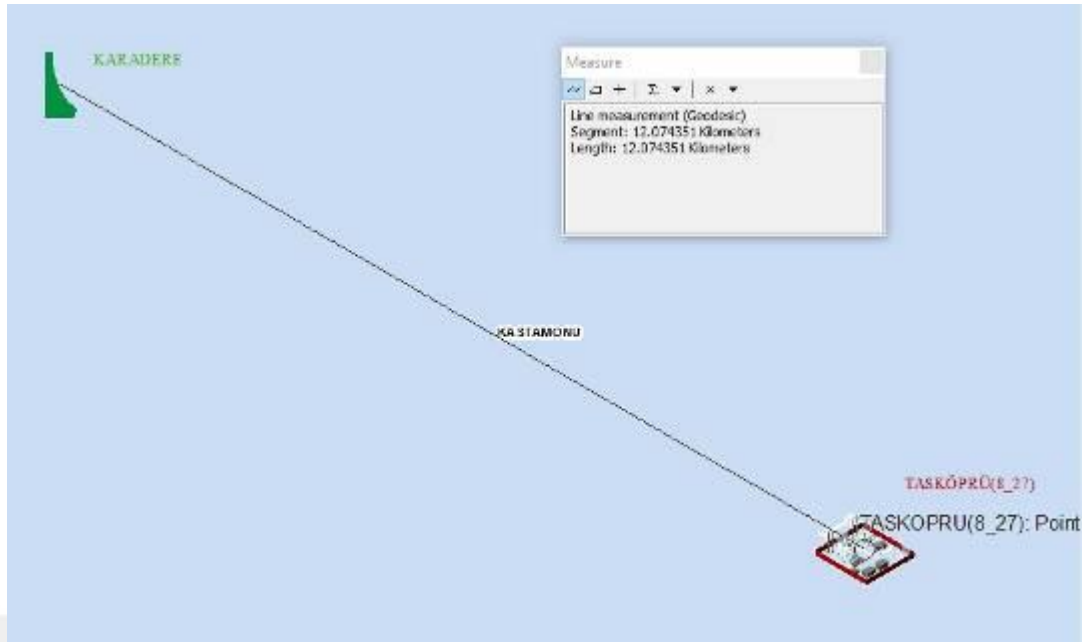 KARADERE
Measure
Line measurement (Geodesic)
Segment: 12.074351 Kilometers
Length: 12.074351 Kilometers
KASTAMONU
TASKÖPRÜ(8_27)
TASKOPRU(8_27): Point